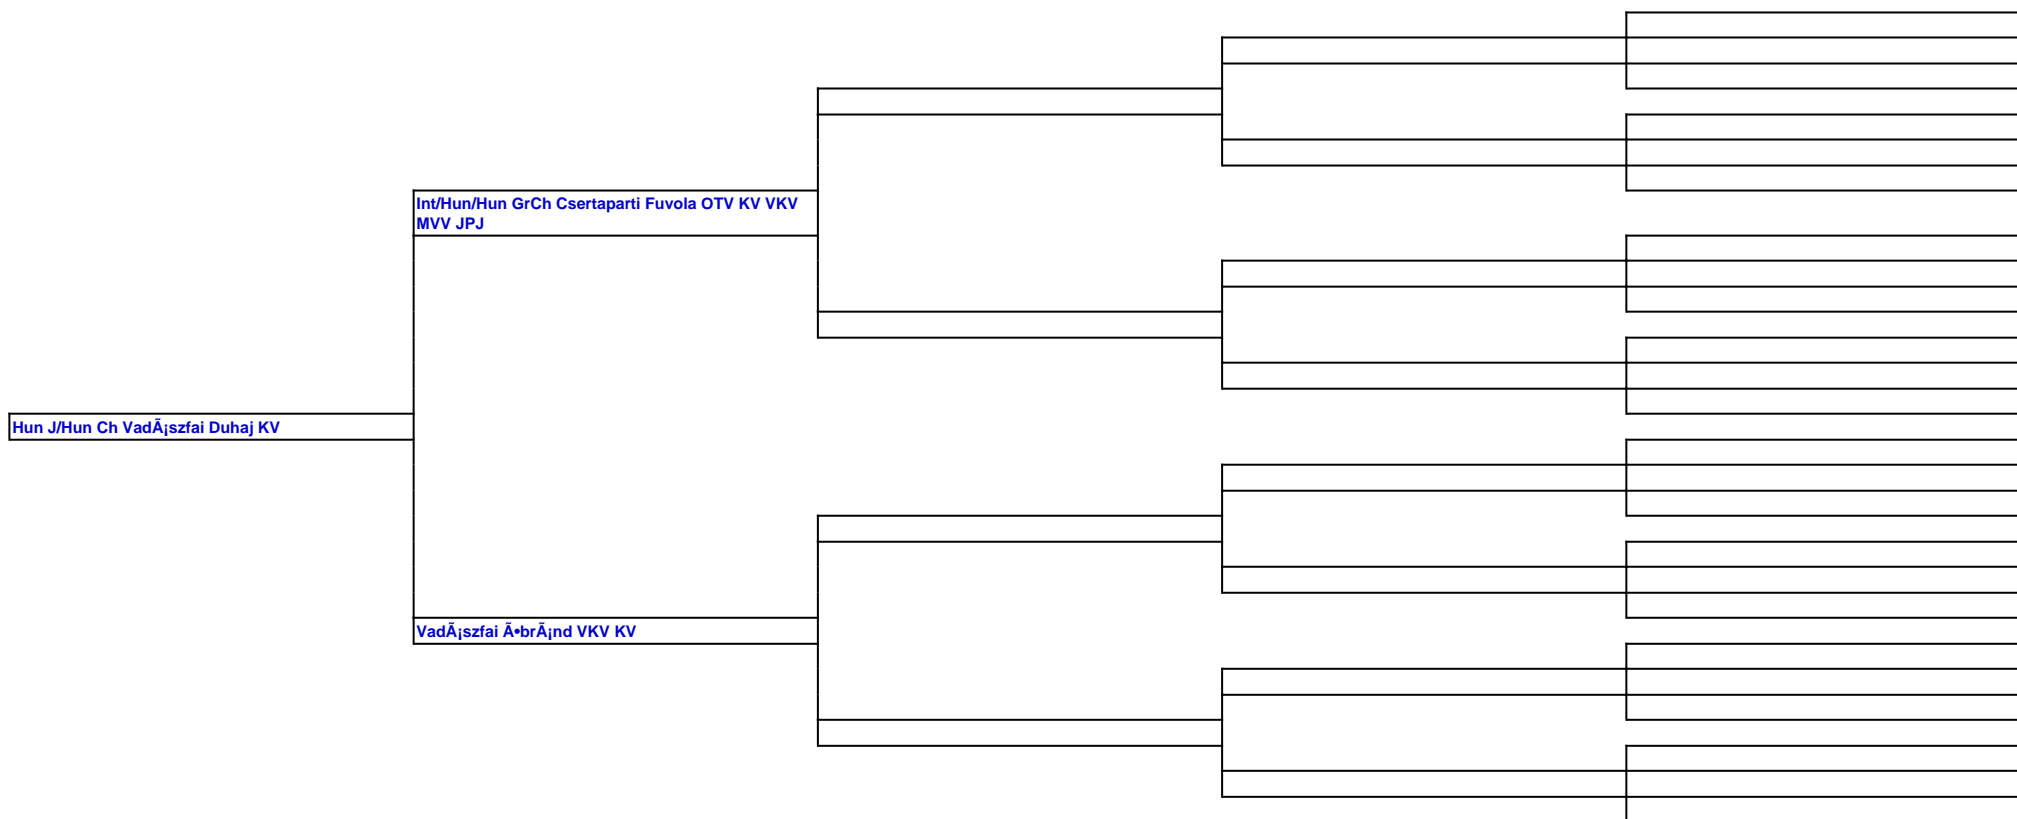 Int/Hun/Hun GrCh Csertaparti Fuvola OTV KV VKV
MVV JPJ
Hun J/Hun Ch VadÃ¡szfai Duhaj KV
VadÃ¡szfai Ã•brÃ¡nd VKV KV